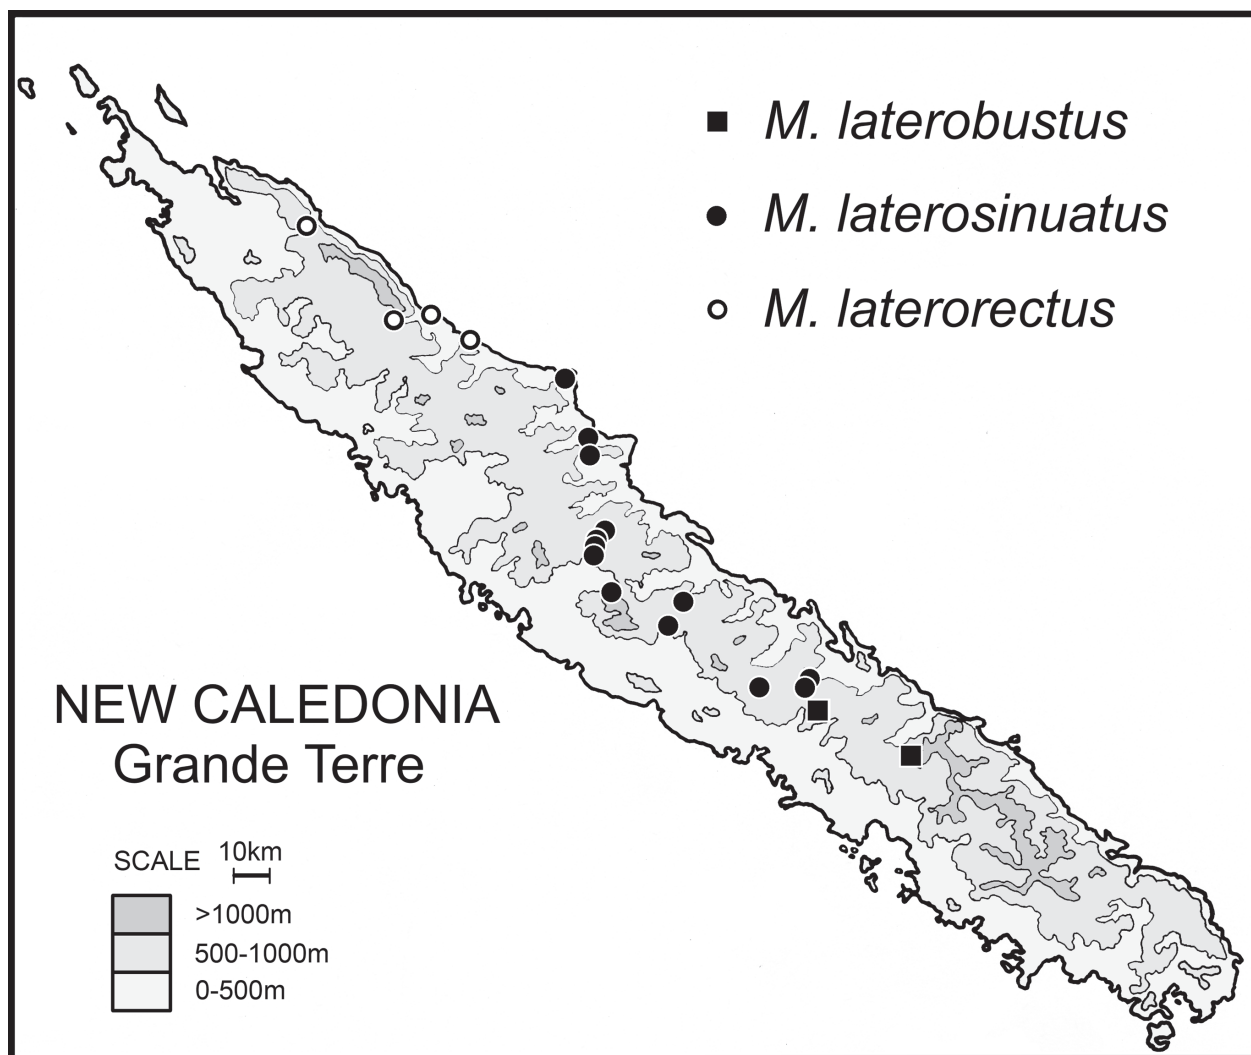 M. laterobustus
M. laterosinuatus
M. laterorectus
NEW CALEDONIA
Grande Terre
SCALE 10km
>1000m
500-1000m
0-500m